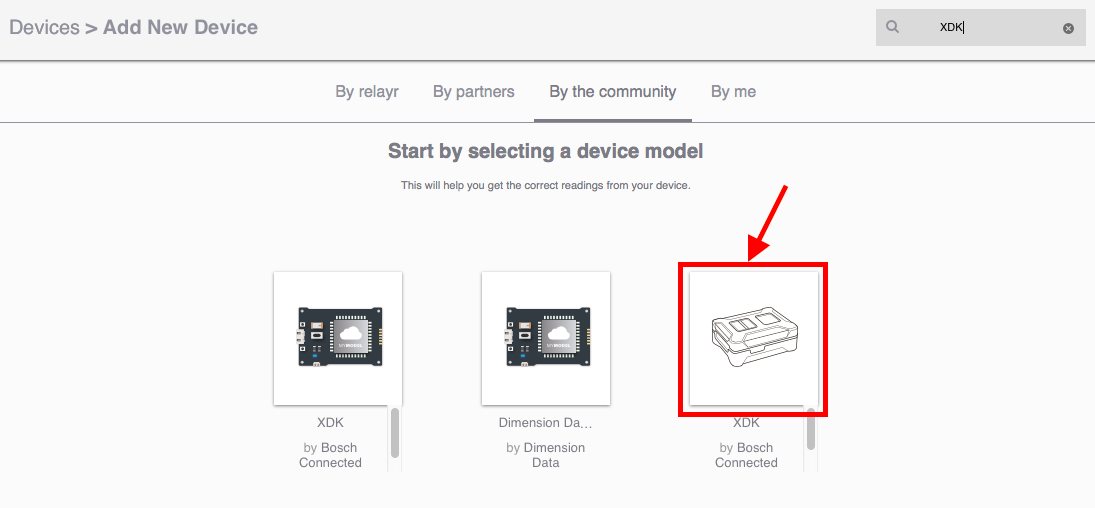 Devices > Add New Device
XDK
By relayr
By partners
By the community
By me
Start by selecting a device model
This will help you get the correct readings from your device.
XDK
by Bosch
Connected
Dimension Da...
by Dimension
Data
XDK
by Bosch
Connected